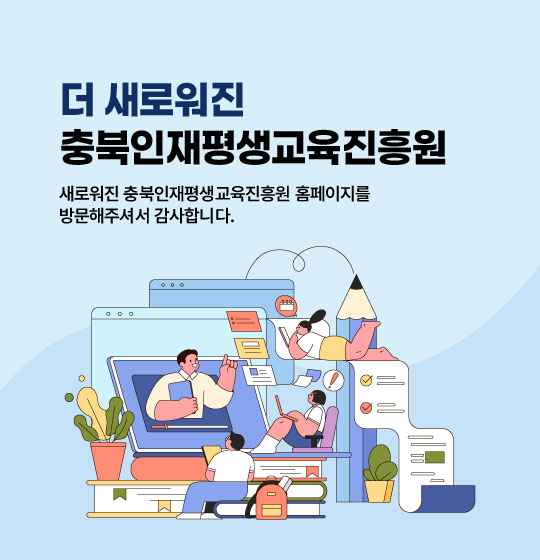 더 새로워진
충북인재평생교육진흥원
새로워진 충북인재평생교육진흥원 홈페이지를
방문해주셔서 감사합니다.